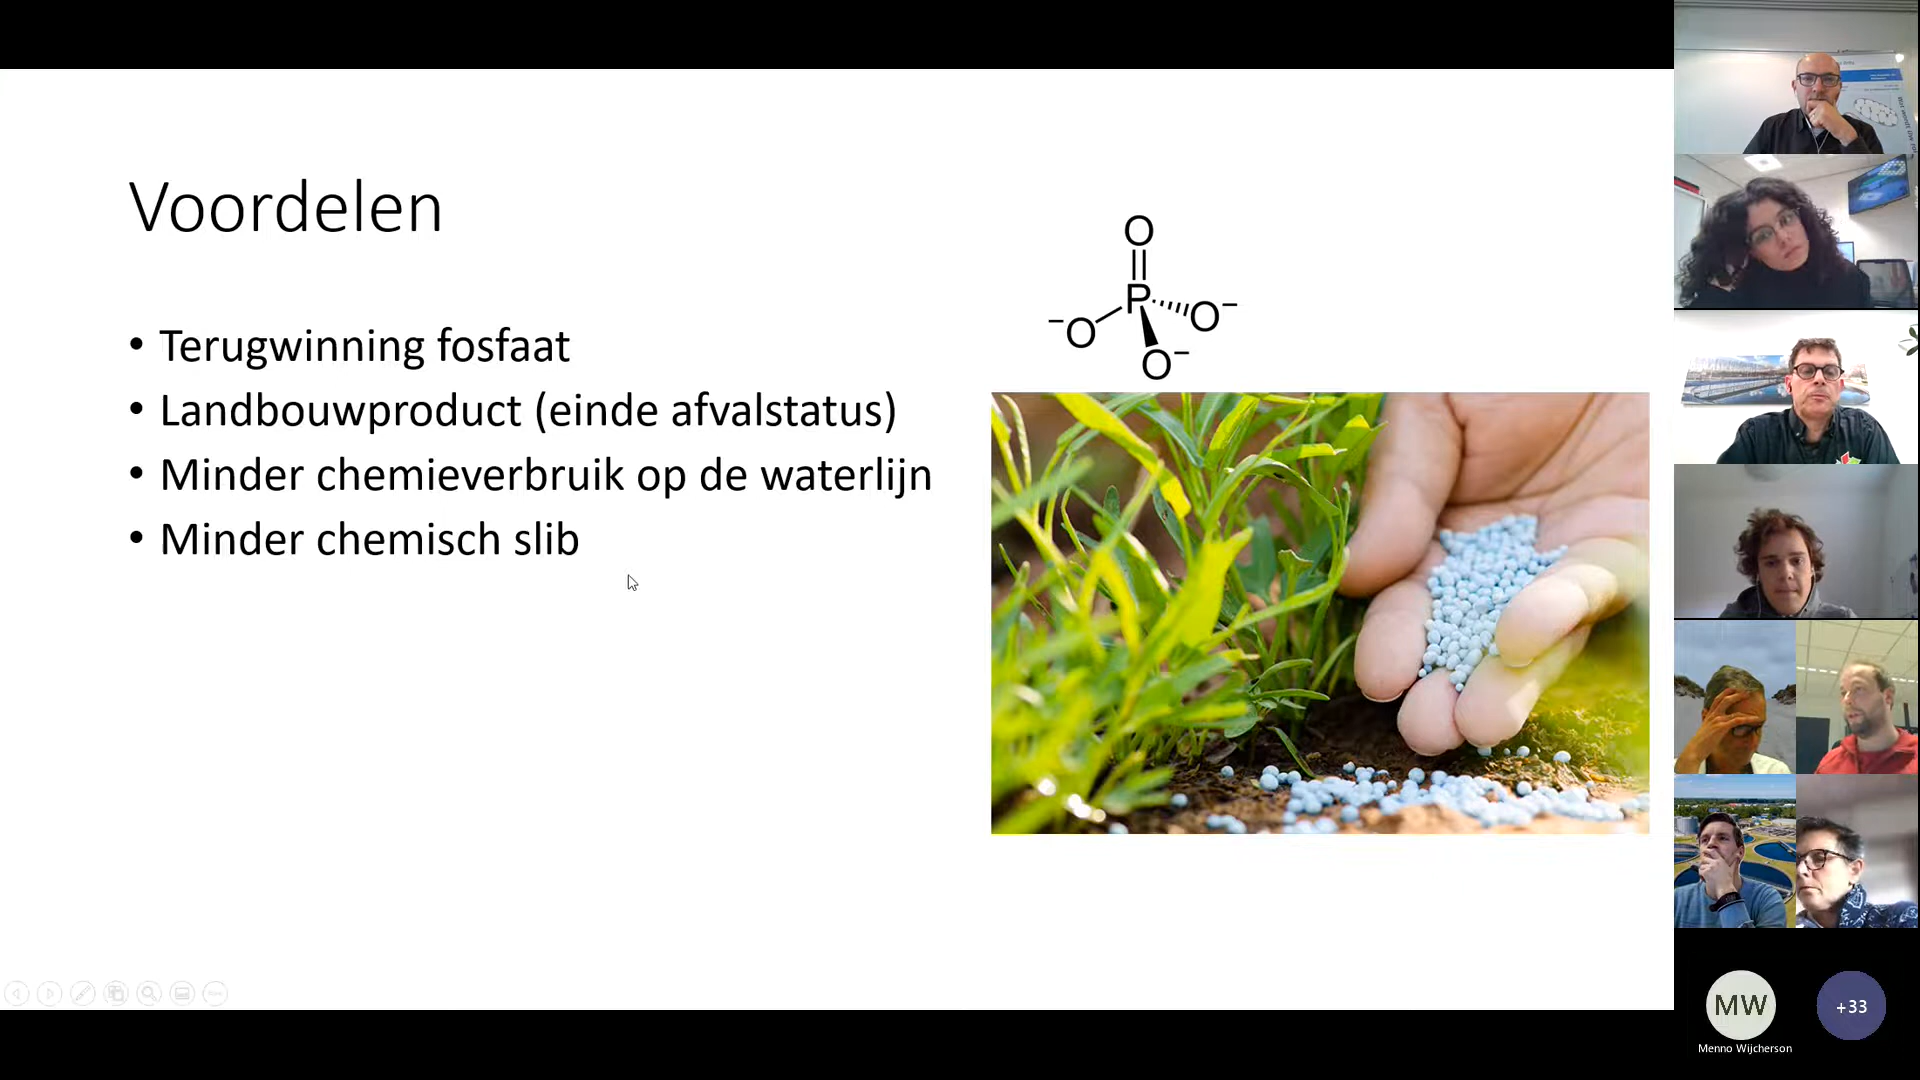 Voordelen
• Terugwinning fosfaat
• Landbouwproduct (einde afvalstatus)
• Minder chemieverbruik op de waterlijn
• Minder chemisch slib
O
P
⁻O
O⁻
O⁻
MW
+33
Menno Wijcherson